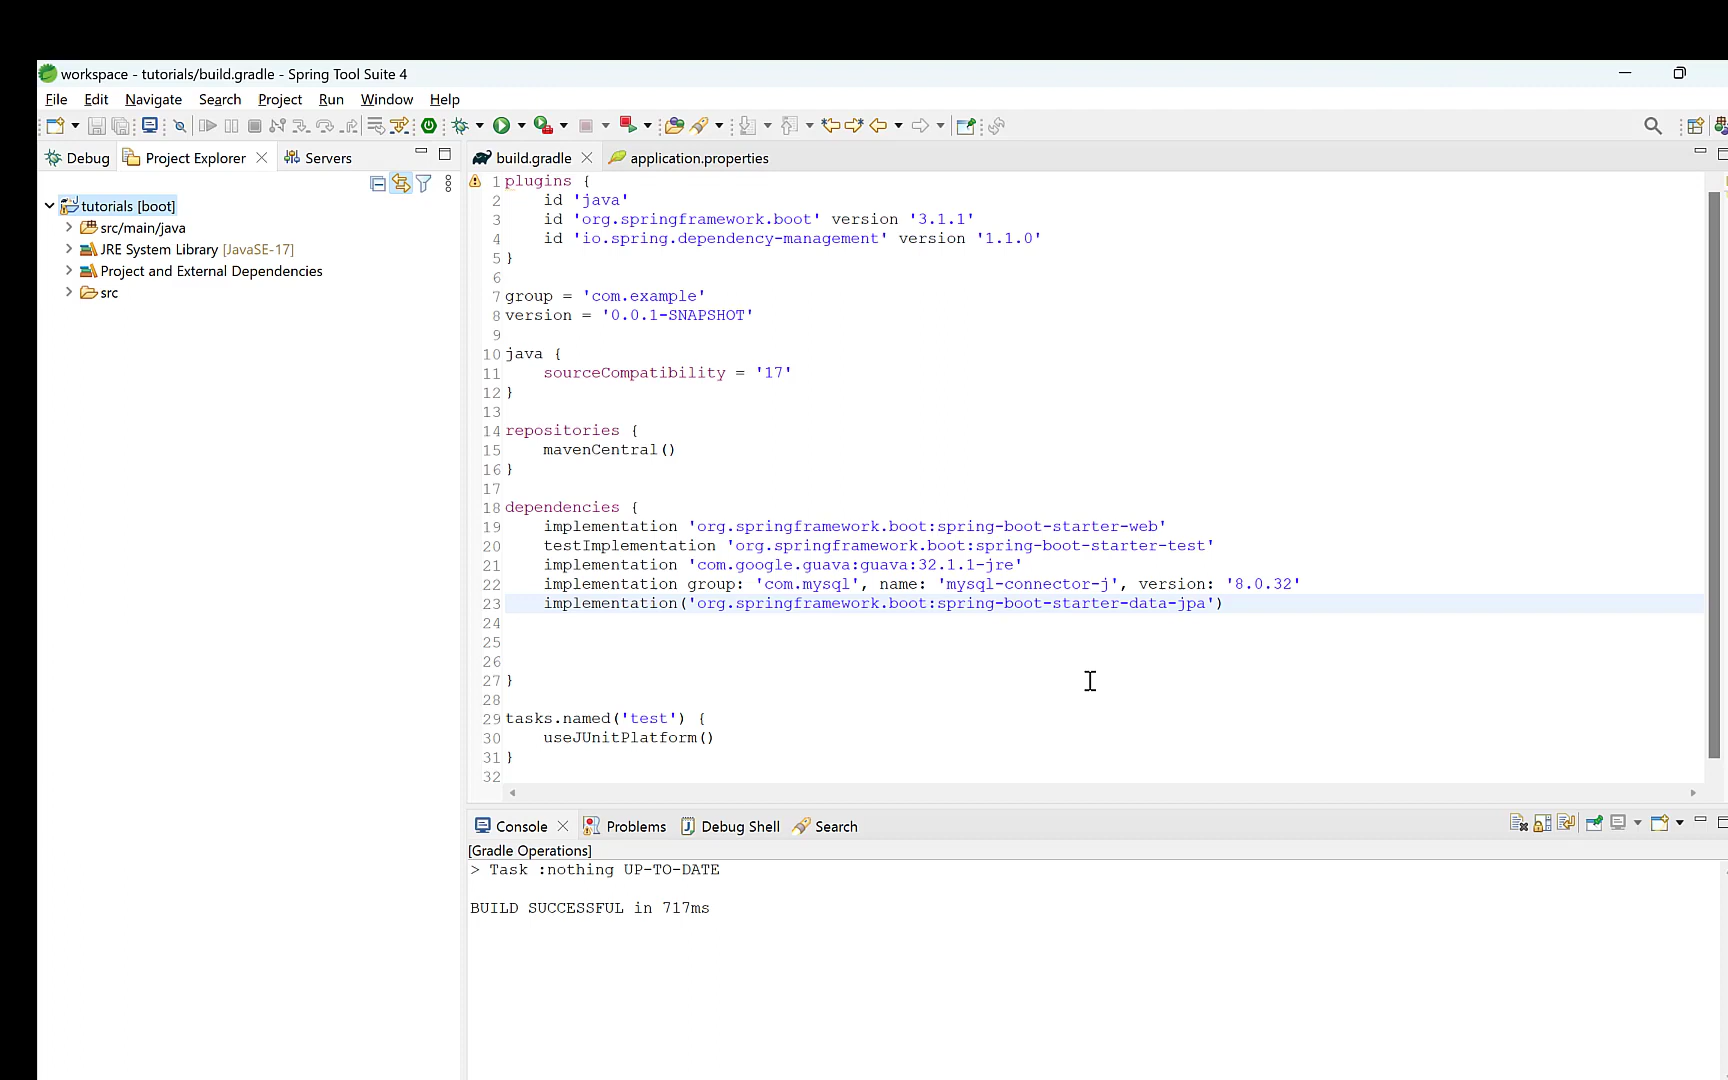 workspace - tutorials/build.gradle - Spring Tool Suite 4
File Edit Navigate Search Project Run Window Help
Debug Project Explorer Servers
build.gradle application.properties
tutorials [boot]
src/main/java
JRE System Library [JavaSE-17]
Project and External Dependencies
src
1 plugins {
2 id 'java'
3 id 'org.springframework.boot' version '3.1.1'
4 id 'io.spring.dependency-management' version '1.1.0'
5 }
6
7 group = 'com.example'
8 version = '0.0.1-SNAPSHOT'
9
10 java {
11 sourceCompatibility = '17'
12 }
13
14 repositories {
15 mavenCentral()
16 }
17
18 dependencies {
19 implementation 'org.springframework.boot:spring-boot-starter-web'
20 testImplementation 'org.springframework.boot:spring-boot-starter-test'
21 implementation 'com.google.guava:guava:32.1.1-jre'
22 implementation group: 'com.mysql', name: 'mysql-connector-j', version: '8.0.32'
23 implementation('org.springframework.boot:spring-boot-starter-data-jpa')
24
25
26
27 }
28
29 tasks.named('test') {
30 useJUnitPlatform()
31 }
32
Console Problems Debug Shell Search
[Gradle Operations]
> Task :nothing UP-TO-DATE
BUILD SUCCESSFUL in 717ms